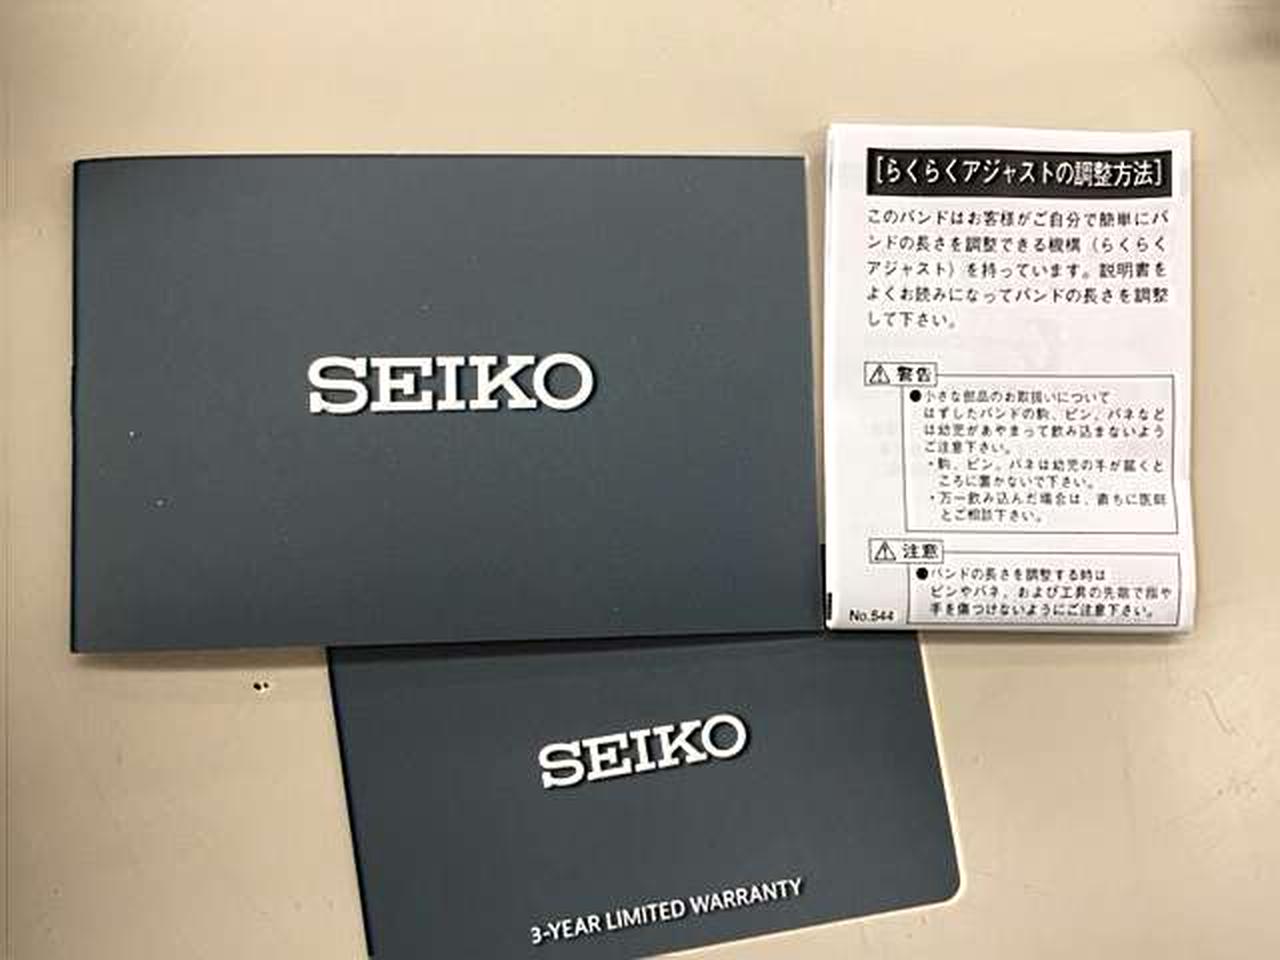 SEIKO
[らくらくアジャストの調整方法]
このバンドはお客様がご自分で簡単にバ
ンドの長さを調整できる機構（らくらく
アジャスト）を持っています。説明書を
よくお読みになってバンドの長さを調整
して下さい。
⚠ 警告
●小さな部品のお取扱いについて
はずしたバンドの駒、ピン、バネなど
は幼児があやまって飲み込まないよう
ご注意下さい。
・駒、ピン、バネは幼児の手が届くと
ころに置かないで下さい。
・万一飲み込んだ場合は、直ちに医師
とご相談下さい。
⚠ 注意
●バンドの長さを調整する時は
ピンやバネ、および工具の先端で指や
手を傷つけないようにご注意下さい。
No.544
SEIKO
3-YEAR LIMITED WARRANTY